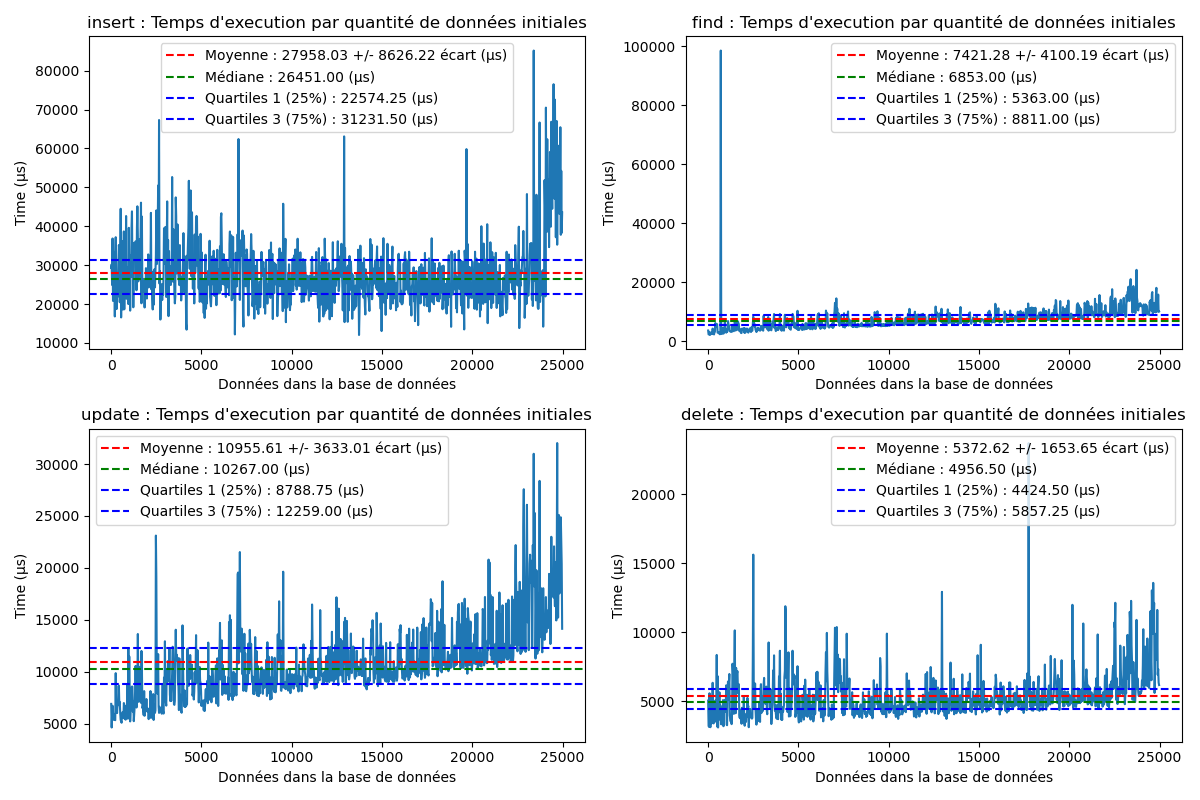 insert : Temps d'execution par quantité de données initiales
Moyenne : 27958.03 +/- 8626.22 écart (µs)
Médiane : 26451.00 (µs)
Quartiles 1 (25%) : 22574.25 (µs)
Quartiles 3 (75%) : 31231.50 (µs)
80000
70000
60000
50000
40000
30000
20000
10000
Time (µs)
0 5000 10000 15000 20000 25000
Données dans la base de données
find : Temps d'execution par quantité de données initiales
Moyenne : 7421.28 +/- 4100.19 écart (µs)
Médiane : 6853.00 (µs)
Quartiles 1 (25%) : 5363.00 (µs)
Quartiles 3 (75%) : 8811.00 (µs)
100000
80000
60000
40000
20000
0
Time (µs)
0 5000 10000 15000 20000 25000
Données dans la base de données
update : Temps d'execution par quantité de données initiales
Moyenne : 10955.61 +/- 3633.01 écart (µs)
Médiane : 10267.00 (µs)
Quartiles 1 (25%) : 8788.75 (µs)
Quartiles 3 (75%) : 12259.00 (µs)
30000
25000
20000
15000
10000
5000
Time (µs)
0 5000 10000 15000 20000 25000
Données dans la base de données
delete : Temps d'execution par quantité de données initiales
Moyenne : 5372.62 +/- 1653.65 écart (µs)
Médiane : 4956.50 (µs)
Quartiles 1 (25%) : 4424.50 (µs)
Quartiles 3 (75%) : 5857.25 (µs)
20000
15000
10000
5000
Time (µs)
0 5000 10000 15000 20000 25000
Données dans la base de données